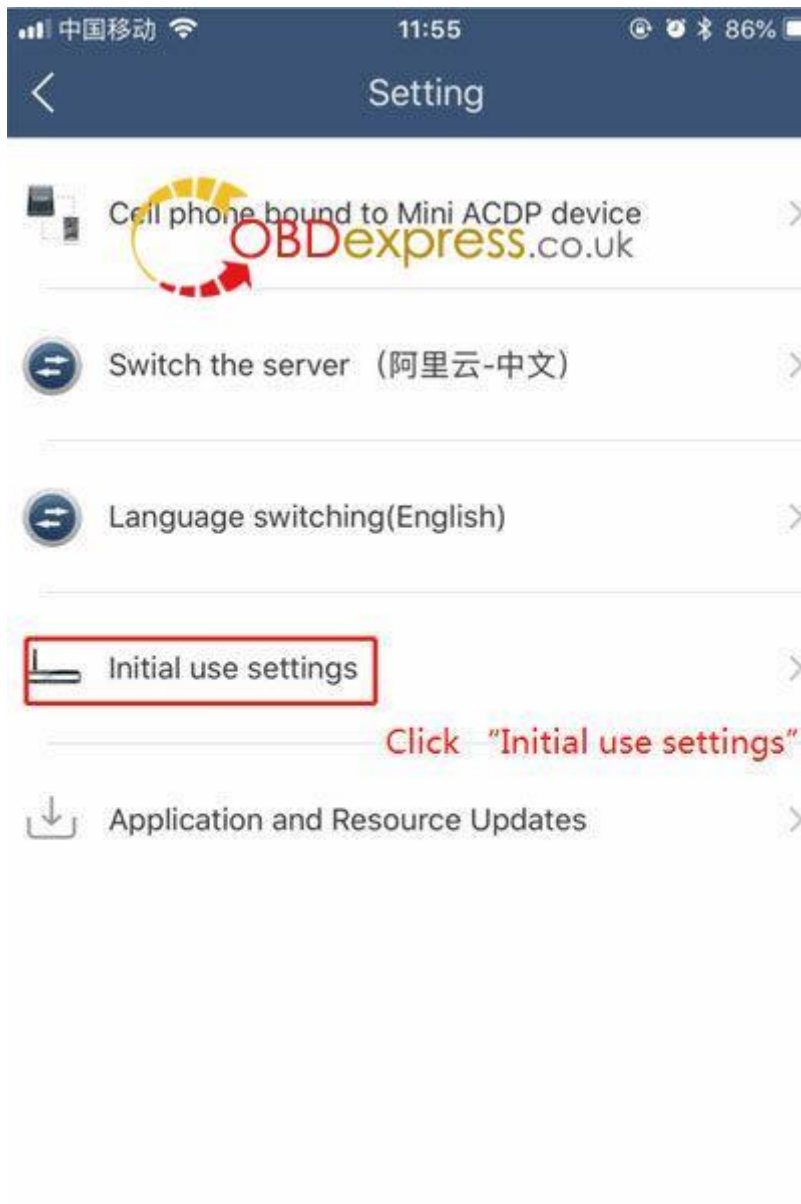 中国移动 11:55 86%
Setting
Cell phone bound to Mini ACDP device
OBDexpress.co.uk
Switch the server （阿里云-中文）
Language switching(English)
Initial use settings
Click “Initial use settings”
Application and Resource Updates